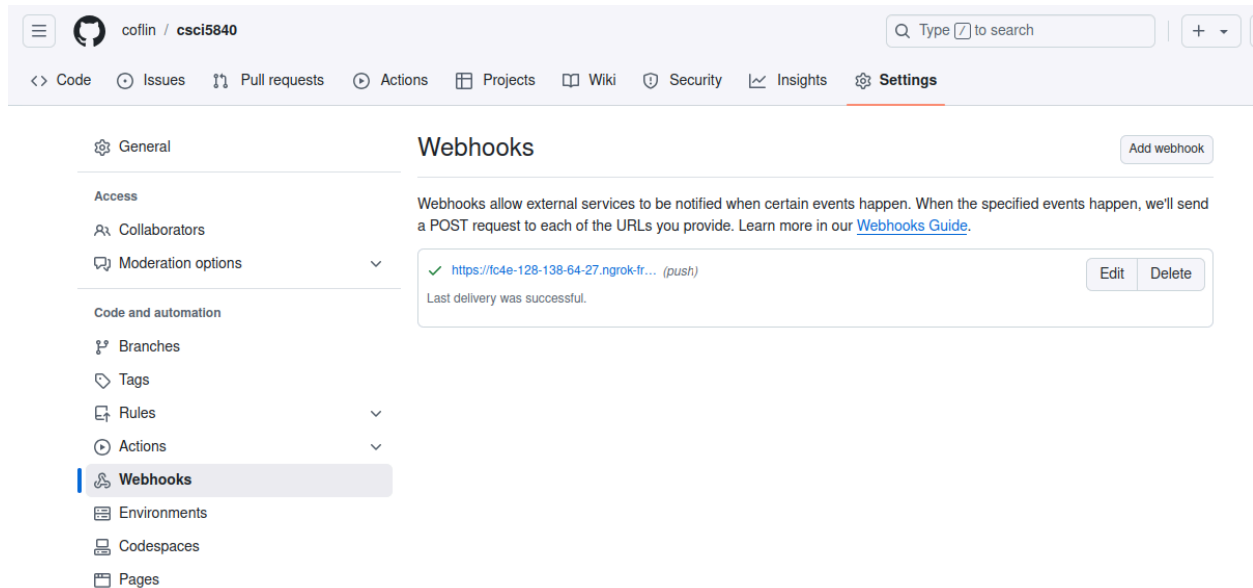 coflin / csci5840
Type / to search
Code Issues Pull requests Actions Projects Wiki Security Insights Settings
General
Access
Collaborators
Moderation options
Code and automation
Branches
Tags
Rules
Actions
Webhooks
Environments
Codespaces
Pages
Webhooks
Add webhook
Webhooks allow external services to be notified when certain events happen. When the specified events happen, we'll send
a POST request to each of the URLs you provide. Learn more in our Webhooks Guide.
https://fc4e-128-138-64-27.ngrok-fr… (push)
Edit Delete
Last delivery was successful.